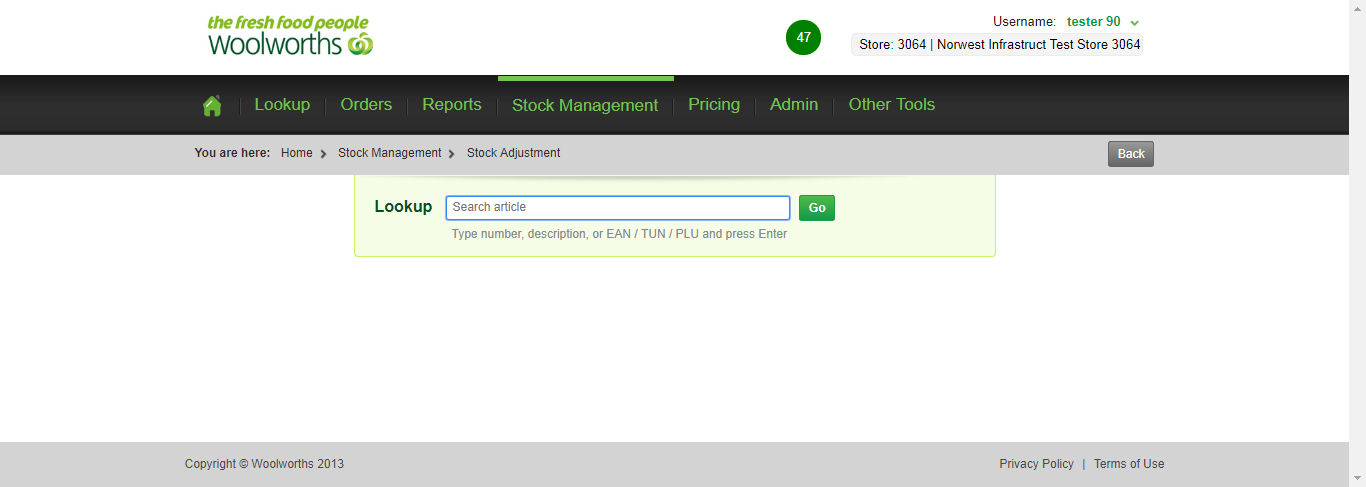 the fresh food people
Woolworths
47
Username: tester 90
Store: 3064 | Norwest Infrastruct Test Store 3064
Lookup Orders Reports Stock Management Pricing Admin Other Tools
You are here: Home Stock Management Stock Adjustment Back
Lookup Search article Go
Type number, description, or EAN / TUN / PLU and press Enter
Copyright © Woolworths 2013 Privacy Policy | Terms of Use